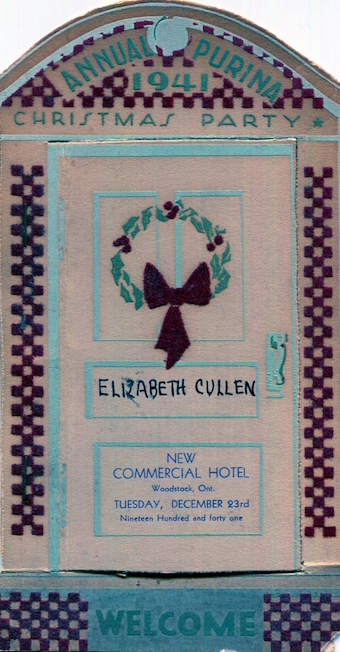 ANNUAL PURINA
1941
CHRISTMAS PARTY
ELIZABETH CULLEN
NEW
COMMERCIAL HOTEL
Woodstock, Ont.
TUESDAY, DECEMBER 23rd
Nineteen Hundred and forty one
WELCOME